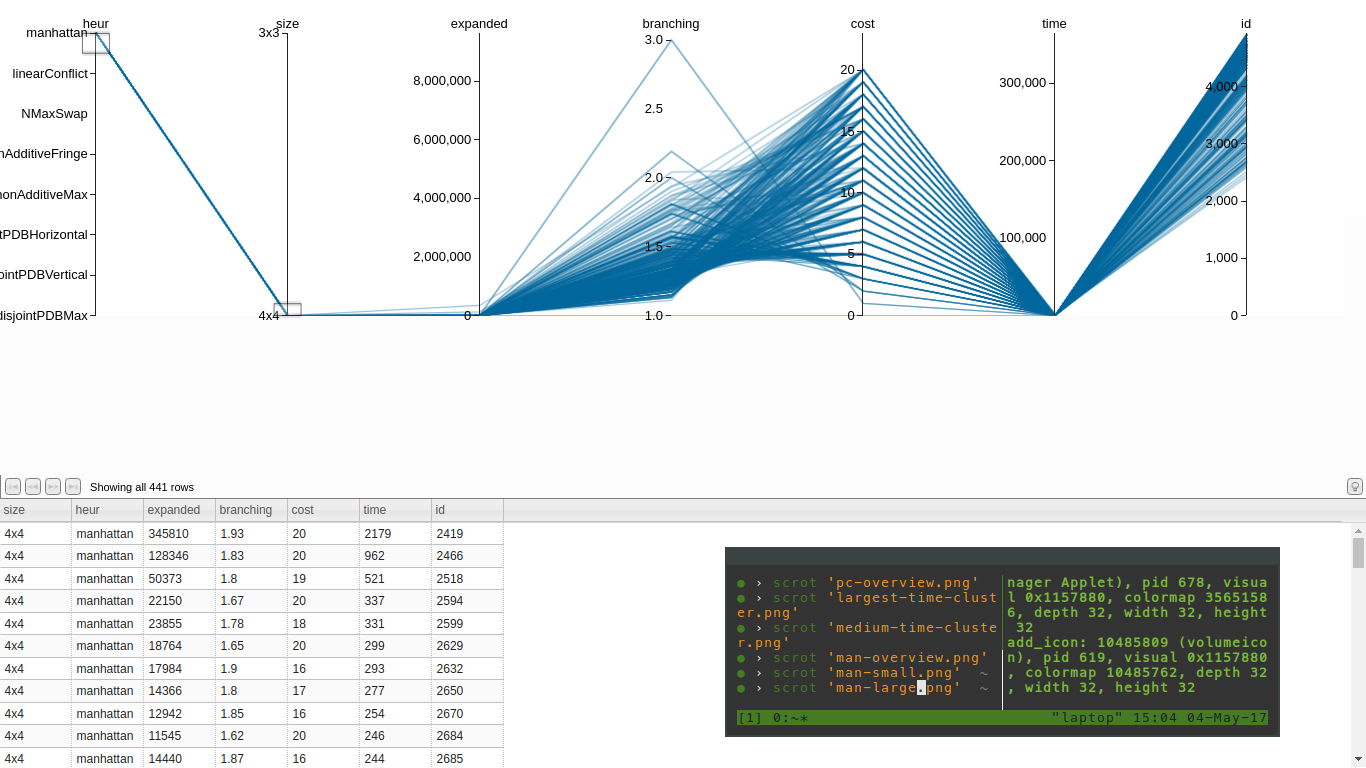 heur size expanded branching cost time id
manhattan
linearConflict
NMaxSwap
nAdditiveFringe
nonAdditiveMax
tPDBHorizontal
ointPDBVertical
disjointPDBMax
3x3
4x4
8,000,000
6,000,000
4,000,000
2,000,000
0
3.0
2.5
2.0
1.5
1.0
20
15
10
5
0
300,000
200,000
100,000
4,000
3,000
2,000
1,000
0
Showing all 441 rows
size heur expanded branching cost time id
4x4 manhattan 345810 1.93 20 2179 2419
4x4 manhattan 128346 1.83 20 962 2466
4x4 manhattan 50373 1.8 19 521 2518
4x4 manhattan 22150 1.67 20 337 2594
4x4 manhattan 23855 1.78 18 331 2599
4x4 manhattan 18764 1.65 20 299 2629
4x4 manhattan 17984 1.9 16 293 2632
4x4 manhattan 14366 1.8 17 277 2650
4x4 manhattan 12942 1.85 16 254 2670
4x4 manhattan 11545 1.62 20 246 2684
4x4 manhattan 14440 1.87 16 244 2685
› scrot 'pc-overview.png'
› scrot 'largest-time-clust
er.png'
› scrot 'medium-time-cluste
r.png'
› scrot 'man-overview.png'
› scrot 'man-small.png' ~
› scrot 'man-large.png' ~
nager Applet), pid 678, visua
l 0x1157880, colormap 3565158
6, depth 32, width 32, height
32
add_icon: 10485809 (volumeico
n), pid 619, visual 0x1157880
, colormap 10485762, depth 32
, width 32, height 32
[1] 0:~* "laptop" 15:04 04-May-17